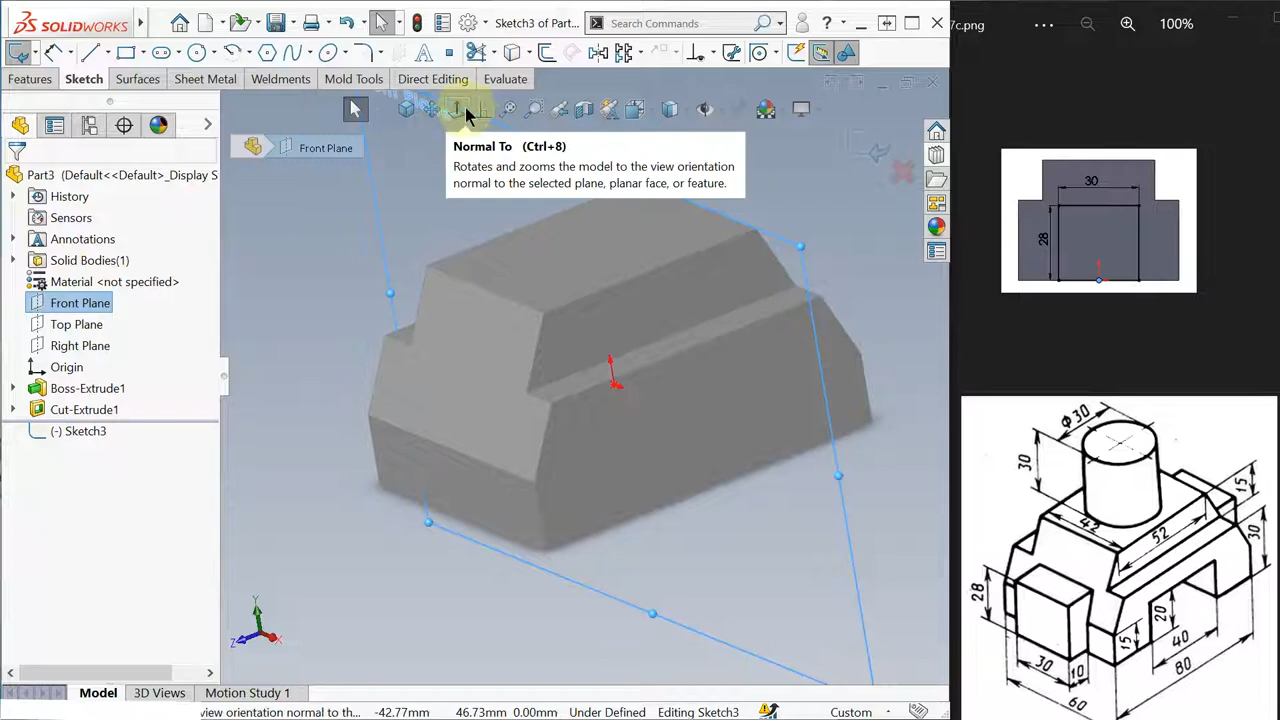 SOLIDWORKS
Sketch3 of Part...
Search Commands
7c.png
100%
Features
Sketch
Surfaces
Sheet Metal
Weldments
Mold Tools
Direct Editing
Evaluate
Front Plane
Normal To (Ctrl+8)
Rotates and zooms the model to the view orientation
normal to the selected plane, planar face, or feature.
Part3 (Default<<Default>_Display S
History
Sensors
Annotations
Solid Bodies(1)
Material <not specified>
Front Plane
Top Plane
Right Plane
Origin
Boss-Extrude1
Cut-Extrude1
(-) Sketch3
30
28
Φ30
30
15
42
52
30
28
20
15
40
30
10
80
60
Y
Z
X
Model
3D Views
Motion Study 1
view orientation normal to th...
-42.77mm
46.73mm
0.00mm
Under Defined
Editing Sketch3
Custom